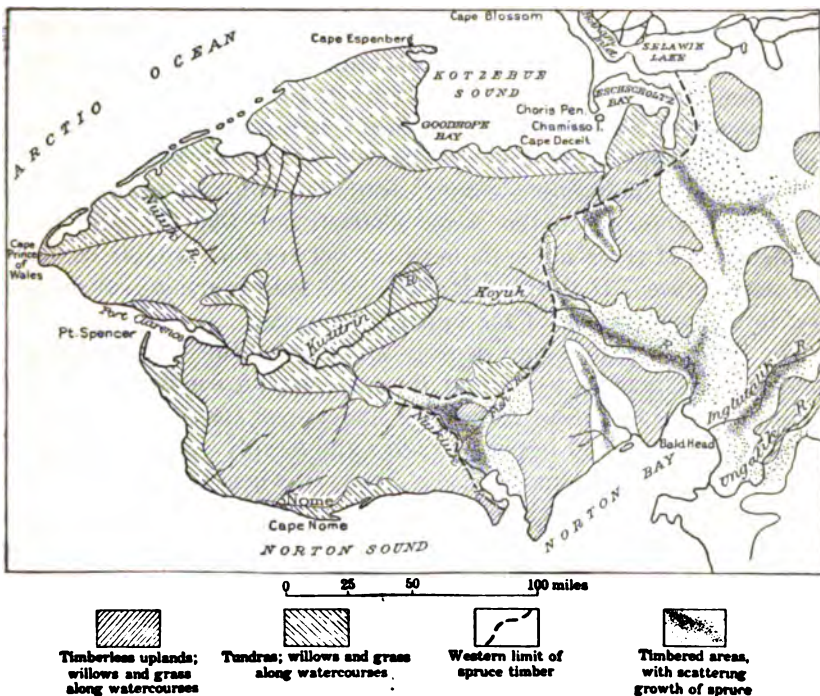 Cape Blossom
SELAWIK
LAKE
ARCTIC OCEAN
Cape Espenberg
KOTZEBUE
SOUND
ESCHSCHOLTZ
BAY
Choris Pen.
Chamisso I.
Cape Deceit
GOODHOPE
BAY
Cape
Prince
of
Wales
Port Clarence
Pt. Spencer
Kuzitrin
R
Koyuk
R
Inglutalik R
Ungalik R.
Bald Head
NORTON BAY
Nome
Cape Nome
NORTON SOUND
0 25 50 100 miles
Timberless uplands;
willows and grass
along watercourses
Tundras; willows and grass
along watercourses
Western limit of
spruce timber
Timbered areas,
with scattering
growth of spruce